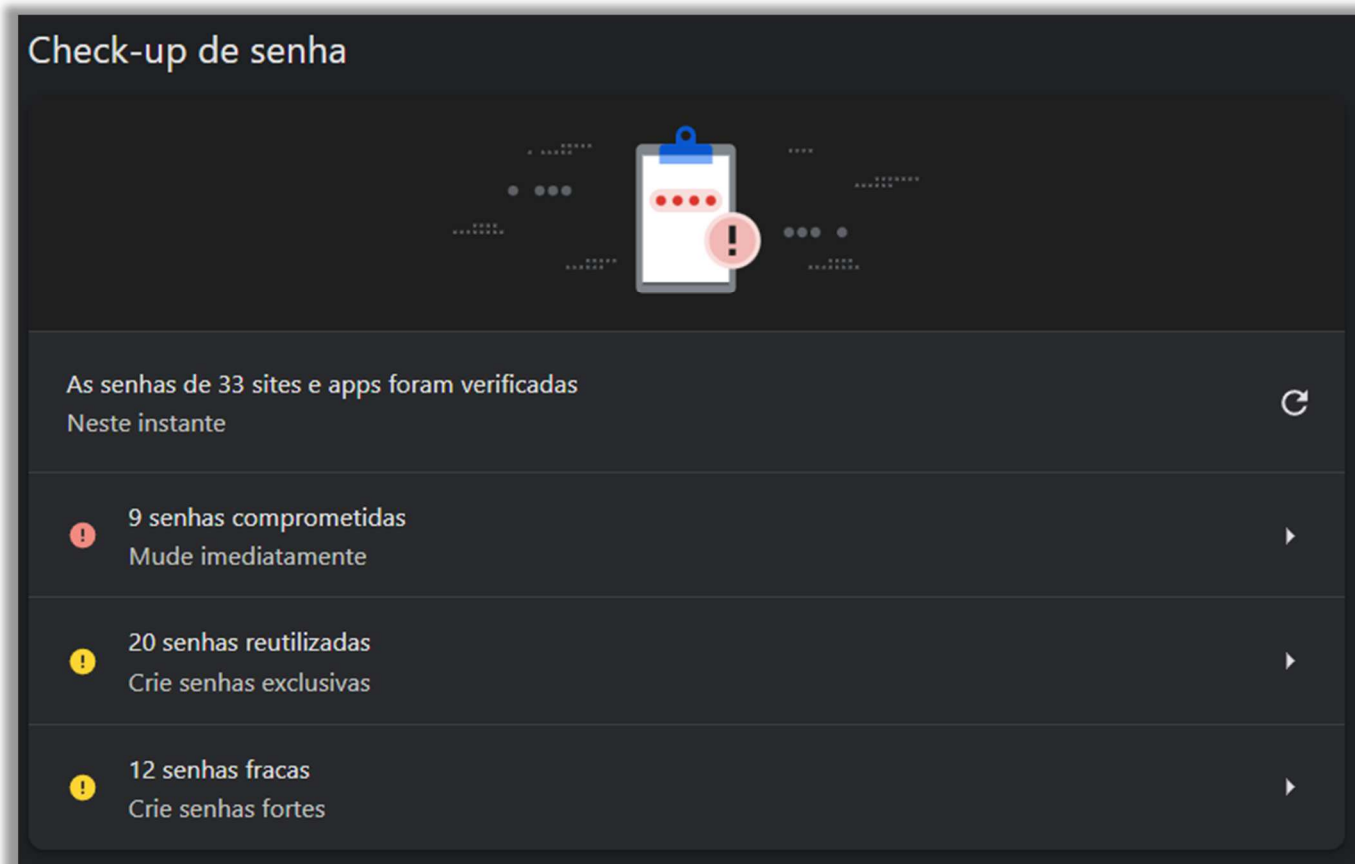 Check-up de senha
As senhas de 33 sites e apps foram verificadas
Neste instante
9 senhas comprometidas
Mude imediatamente
20 senhas reutilizadas
Crie senhas exclusivas
12 senhas fracas
Crie senhas fortes